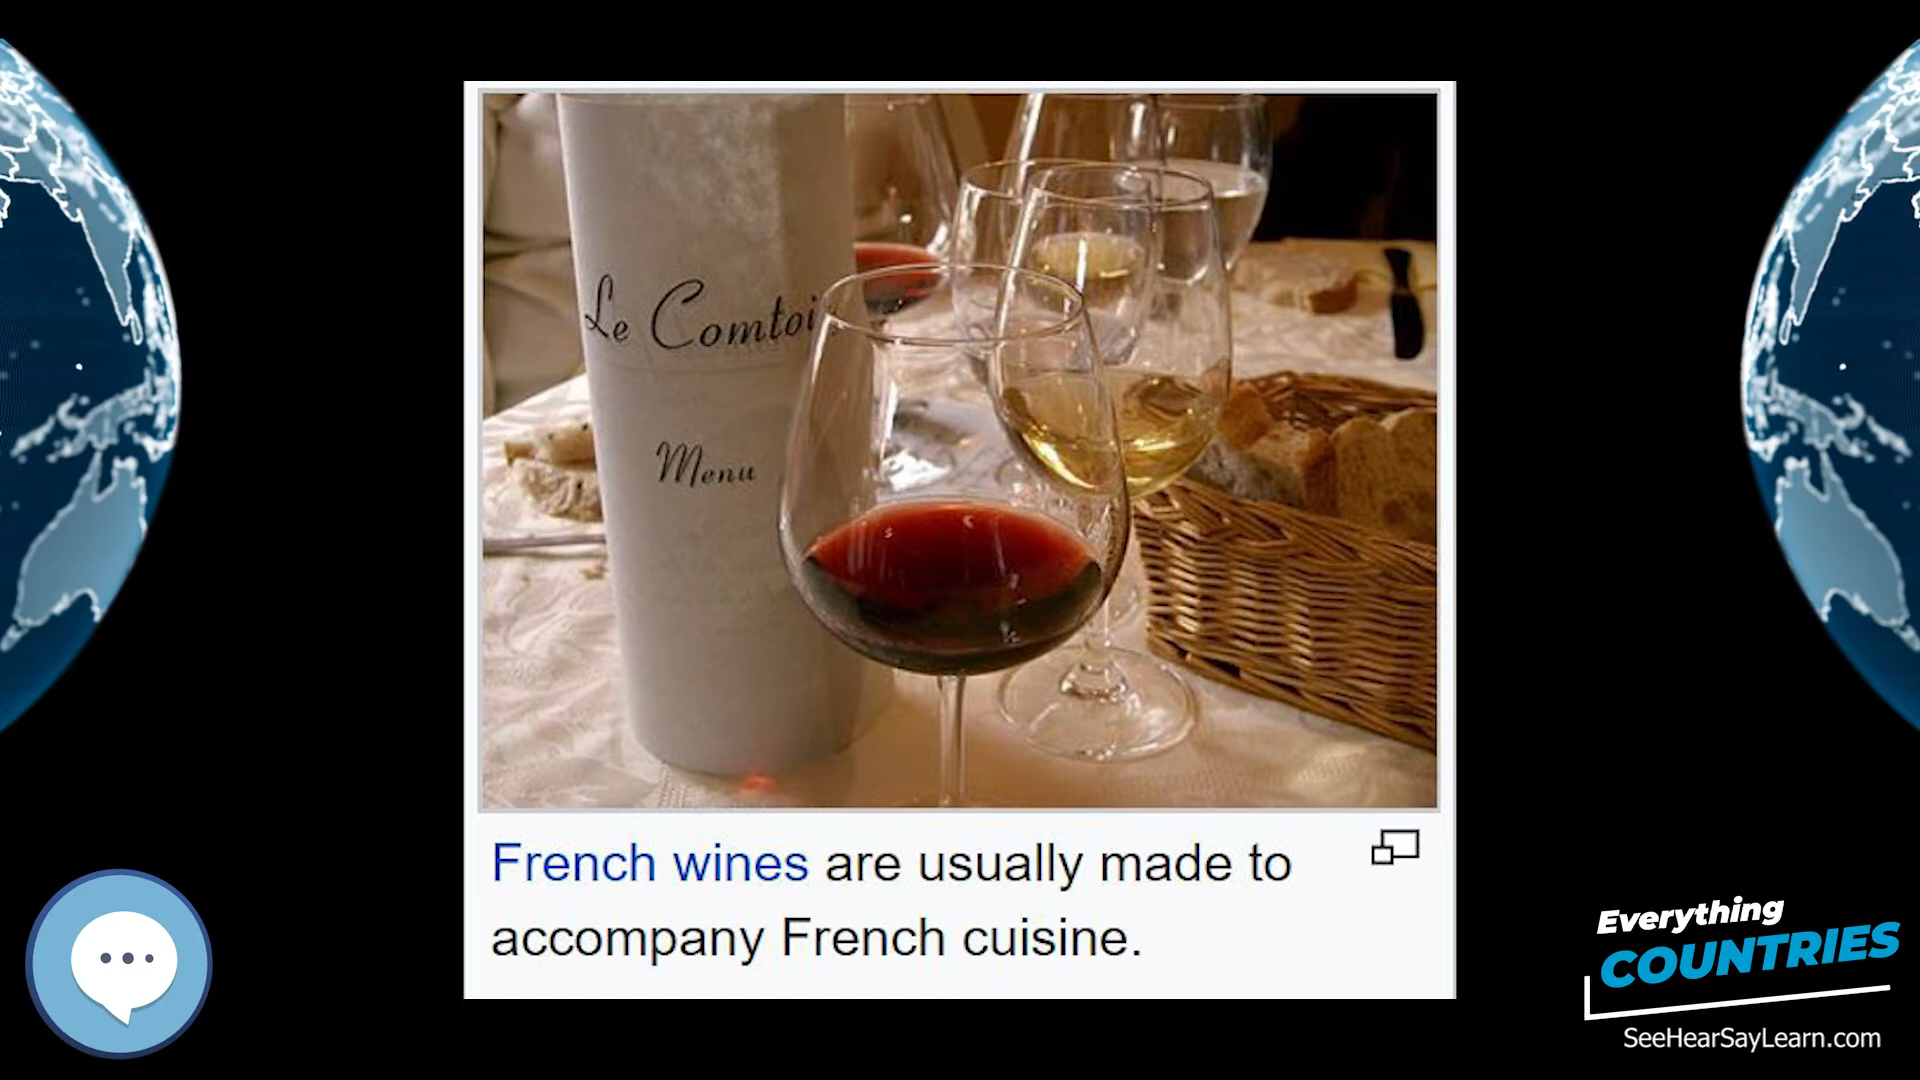 Le Comtoi
Menu
French wines are usually made to
accompany French cuisine.
Everything
COUNTRIES
SeeHearSayLearn.com